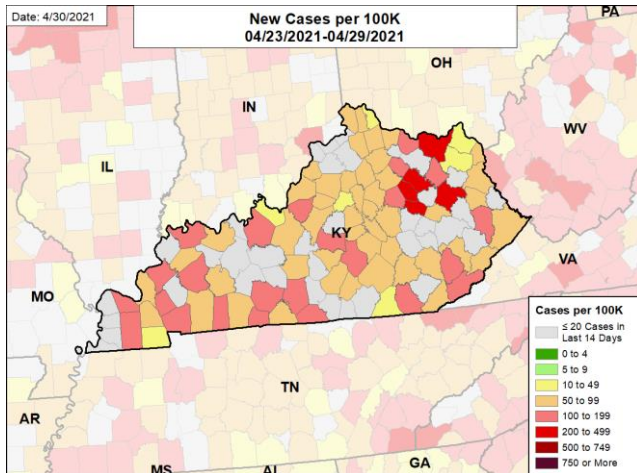 Date: 4/30/2021
New Cases per 100K
04/23/2021-04/29/2021
PA
OH
IN
WV
IL
KY
VA
MO
Cases per 100K
≤ 20 Cases in
Last 14 Days
0 to 4
5 to 9
10 to 49
50 to 99
100 to 199
200 to 499
500 to 749
750 or More
TN
AR
MS
AL
GA